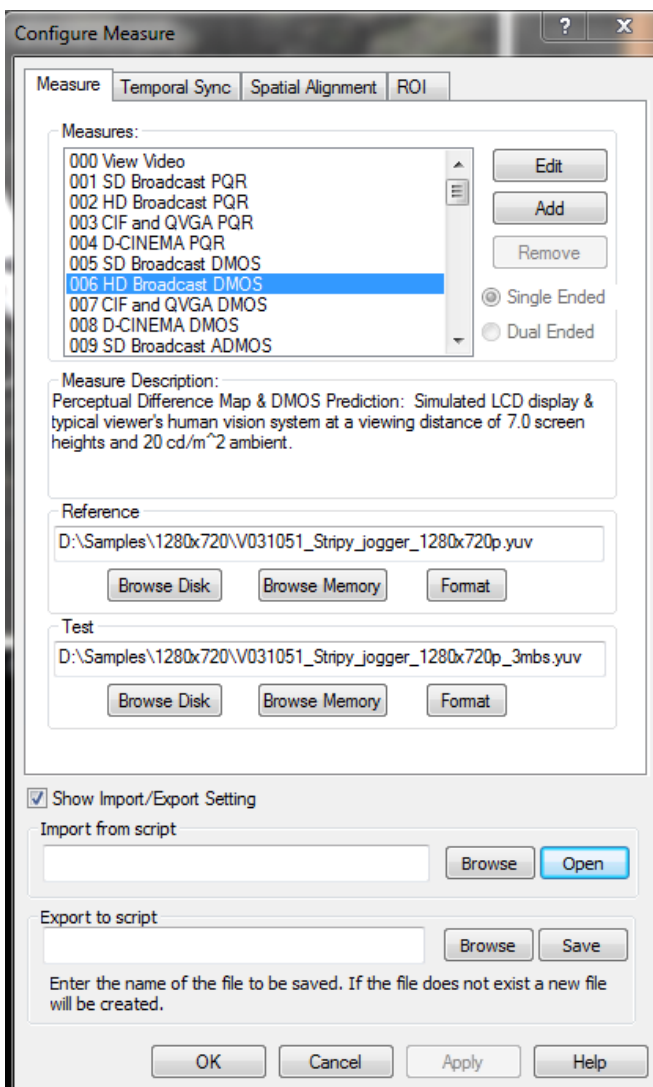 Configure Measure
? x
Measure Temporal Sync Spatial Alignment ROI
Measures:
000 View Video
001 SD Broadcast PQR
002 HD Broadcast PQR
003 CIF and QVGA PQR
004 D-CINEMA PQR
005 SD Broadcast DMOS
006 HD Broadcast DMOS
007 CIF and QVGA DMOS
008 D-CINEMA DMOS
009 SD Broadcast ADMOS
Edit
Add
Remove
Single Ended
Dual Ended
Measure Description:
Perceptual Difference Map & DMOS Prediction:  Simulated LCD display &
typical viewer's human vision system at a viewing distance of 7.0 screen
heights and 20 cd/m^2 ambient.
Reference
D:\Samples\1280x720\V031051_Stripy_jogger_1280x720p.yuv
Browse Disk Browse Memory Format
Test
D:\Samples\1280x720\V031051_Stripy_jogger_1280x720p_3mbs.yuv
Browse Disk Browse Memory Format
Show Import/Export Setting
Import from script
Browse Open
Export to script
Browse Save
Enter the name of the file to be saved. If the file does not exist a new file
will be created.
OK Cancel Apply Help